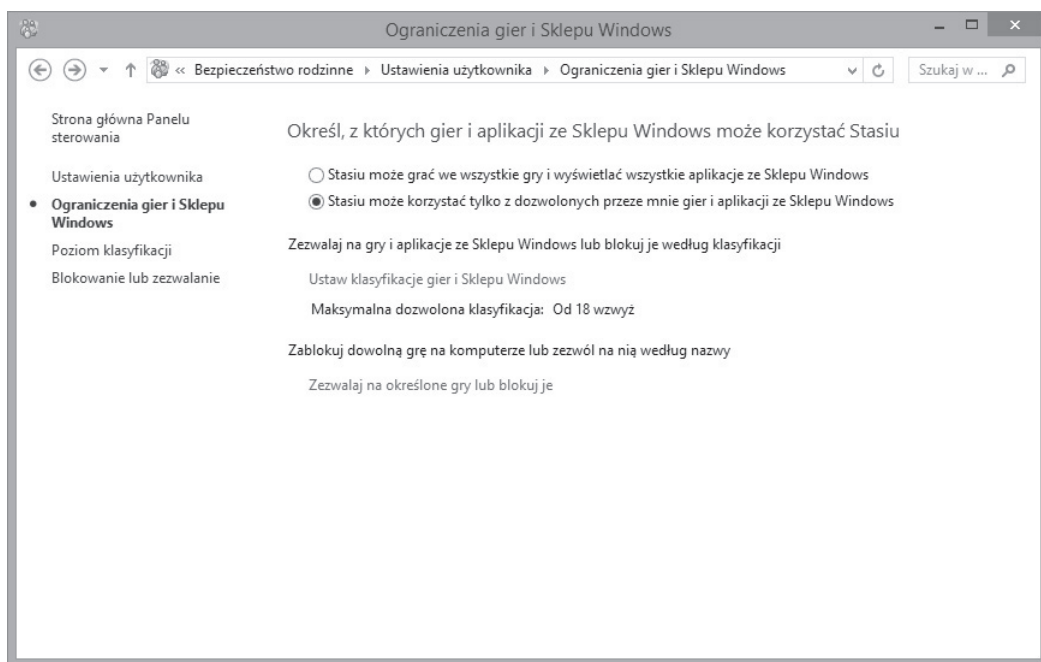 Ograniczenia gier i Sklepu Windows
« Bezpieczeństwo rodzinne Ustawienia użytkownika Ograniczenia gier i Sklepu Windows
Szukaj w ...
Strona główna Panelu
sterowania
Ustawienia użytkownika
• Ograniczenia gier i Sklepu
Windows
Poziom klasyfikacji
Blokowanie lub zezwalanie
Określ, z których gier i aplikacji ze Sklepu Windows może korzystać Stasiu
Stasiu może grać we wszystkie gry i wyświetlać wszystkie aplikacje ze Sklepu Windows
Stasiu może korzystać tylko z dozwolonych przeze mnie gier i aplikacji ze Sklepu Windows
Zezwalaj na gry i aplikacje ze Sklepu Windows lub blokuj je według klasyfikacji
Ustaw klasyfikacje gier i Sklepu Windows
Maksymalna dozwolona klasyfikacja: Od 18 wzwyż
Zablokuj dowolną grę na komputerze lub zezwól na nią według nazwy
Zezwalaj na określone gry lub blokuj je